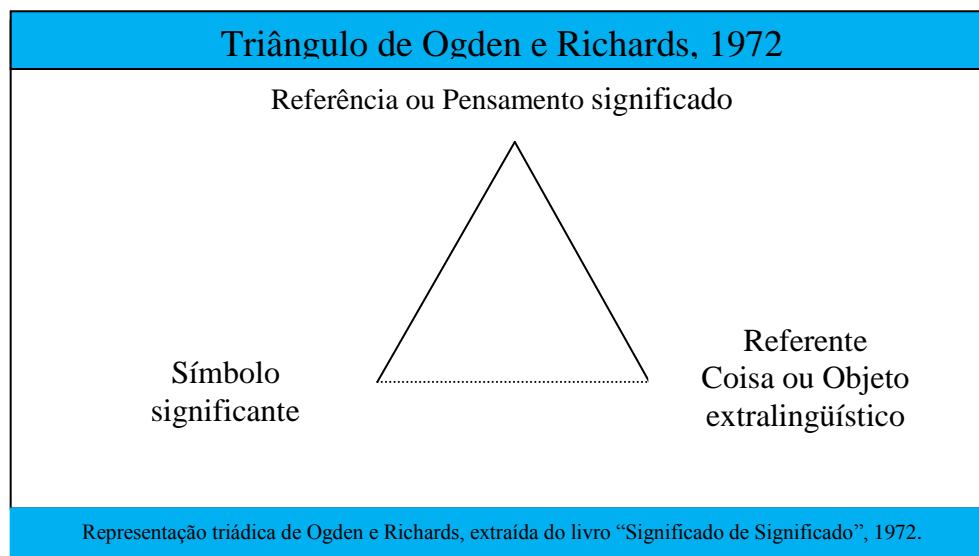 Triângulo de Ogden e Richards, 1972
Referência ou Pensamento significado
Símbolo
significante
Referente
Coisa ou Objeto
extralingüístico
Representação triádica de Ogden e Richards, extraída do livro “Significado de Significado”, 1972.